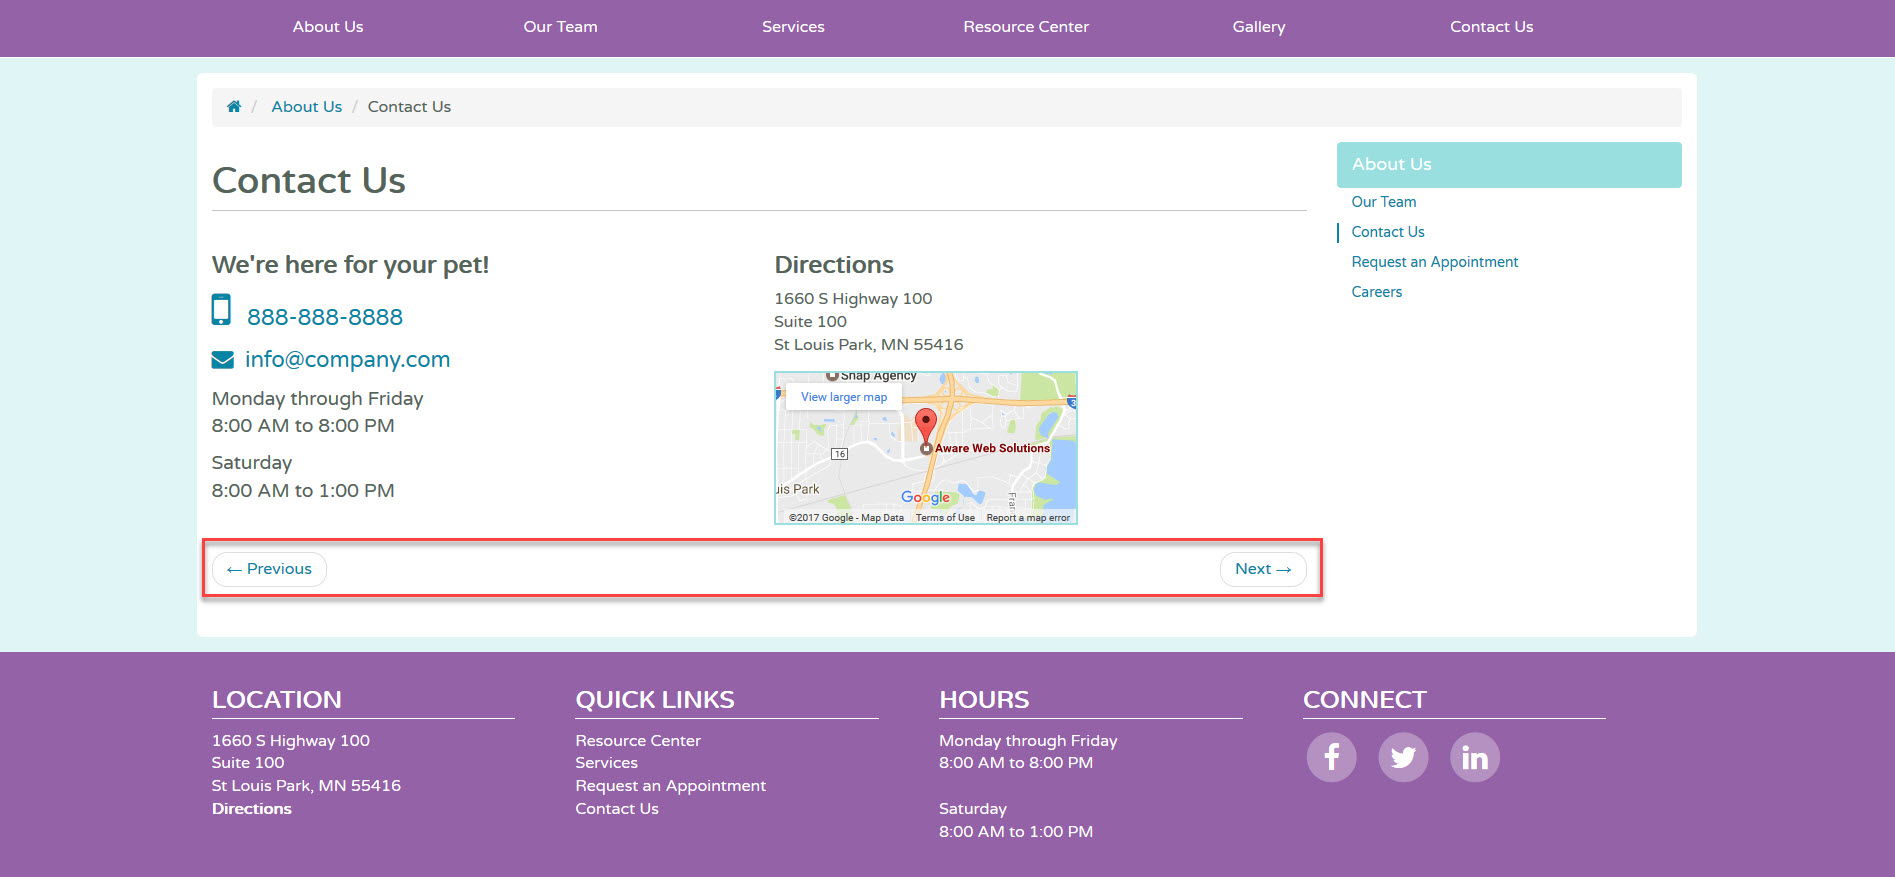 About Us
Our Team
Services
Resource Center
Gallery
Contact Us
/ About Us / Contact Us
Contact Us
We're here for your pet!
888-888-8888
info@company.com
Monday through Friday
8:00 AM to 8:00 PM
Saturday
8:00 AM to 1:00 PM
Directions
1660 S Highway 100
Suite 100
St Louis Park, MN 55416
Snap Agency
View larger map
Aware Web Solutions
16
Park
Google
©2017 Google - Map Data
Terms of Use
Report a map error
← Previous
Next →
About Us
Our Team
Contact Us
Request an Appointment
Careers
LOCATION
1660 S Highway 100
Suite 100
St Louis Park, MN 55416
Directions
QUICK LINKS
Resource Center
Services
Request an Appointment
Contact Us
HOURS
Monday through Friday
8:00 AM to 8:00 PM
Saturday
8:00 AM to 1:00 PM
CONNECT